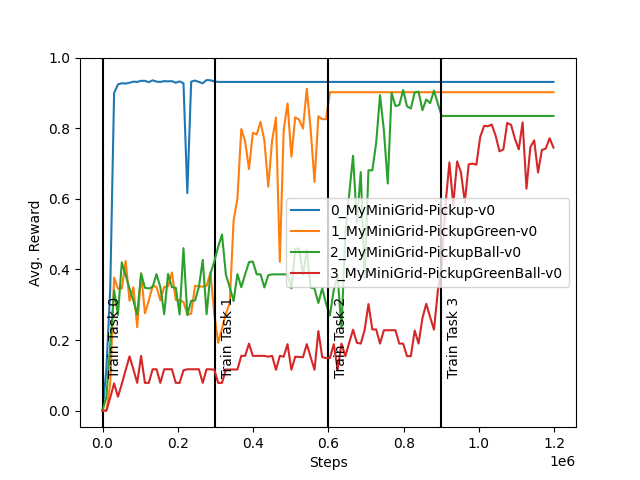 1.0
0.8
0.6
0.4
0.2
0.0
Avg. Reward
0_MyMiniGrid-Pickup-v0
1_MyMiniGrid-PickupGreen-v0
2_MyMiniGrid-PickupBall-v0
3_MyMiniGrid-PickupGreenBall-v0
Train Task 0
Train Task 1
Train Task 2
Train Task 3
0.0 0.2 0.4 0.6 0.8 1.0 1.2
Steps
1e6